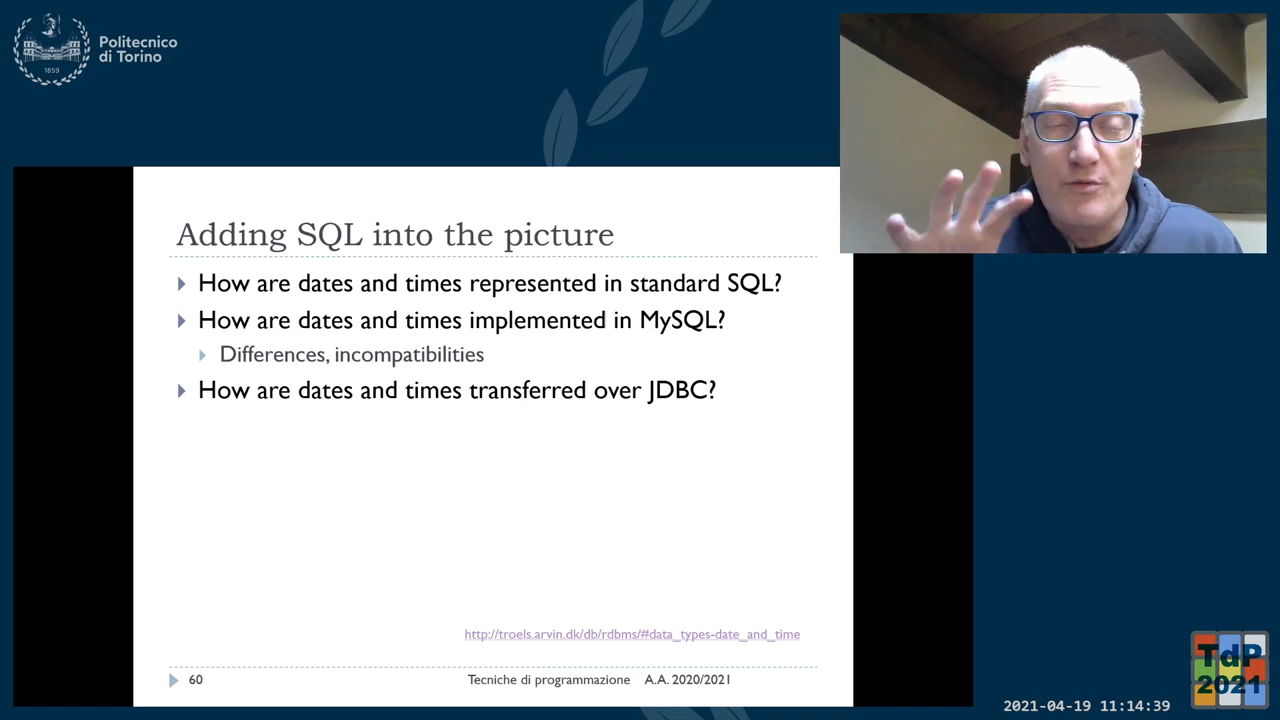 Politecnico
di Torino
1859
Adding SQL into the picture
How are dates and times represented in standard SQL?
How are dates and times implemented in MySQL?
Differences, incompatibilities
How are dates and times transferred over JDBC?
http://troels.arvin.dk/db/rdbms/#data_types-date_and_time
60 Tecniche di programmazione A.A. 2020/2021
TdP
2021
2021-04-19 11:14:39